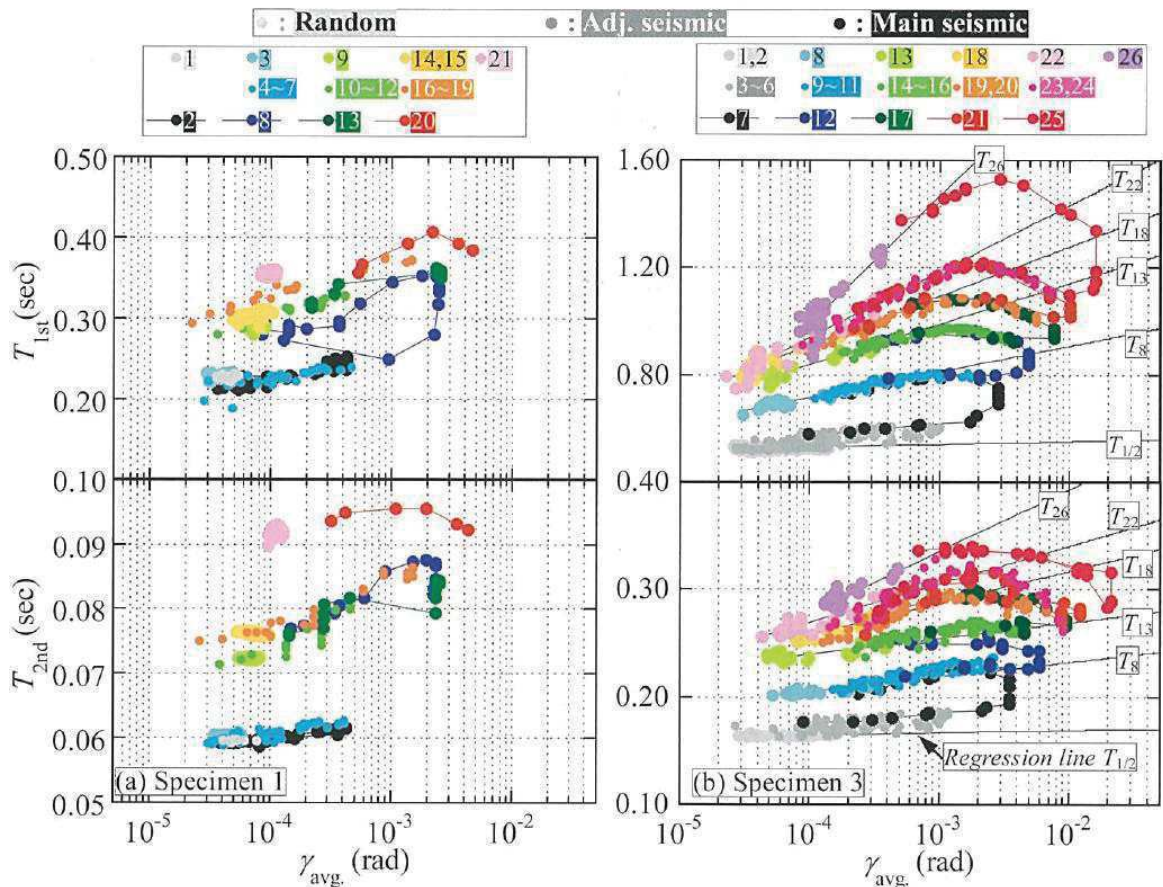 : Random : Adj. seismic : Main seismic
1 3 9 14,15 21
4~7 10~12 16~19
2 8 13 20
1,2 8 13 18 22 26
3~6 9~11 14~16 19,20 23,24
7 12 17 21 25
0.50
0.40
0.30
0.20
0.10
T1st (sec)
0.09
0.08
0.07
0.06
0.05
T2nd (sec)
(a) Specimen 1
10-5 10-4 10-3 10-2
γavg. (rad)
1.60
1.20
0.80
0.40
T26
T22
T18
T13
T8
T1/2
0.30
0.20
0.10
T26
T22
T18
T13
T8
Regression line T1/2
(b) Specimen 3
10-5 10-4 10-3 10-2
γavg. (rad)